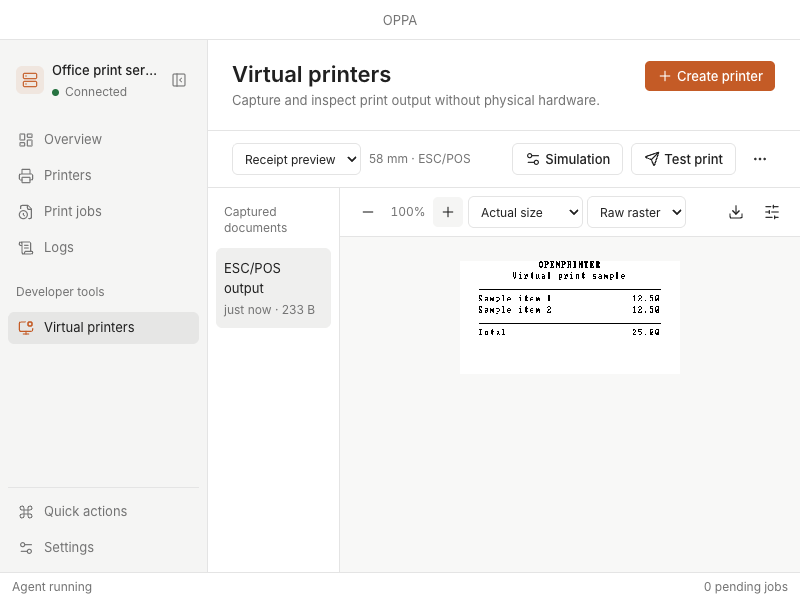 OPPA
Office print ser...
Connected
Overview
Printers
Print jobs
Logs
Developer tools
Virtual printers
Quick actions
Settings
Virtual printers
Capture and inspect print output without physical hardware.
Create printer
Receipt preview
58 mm · ESC/POS
Simulation
Test print
Captured
documents
ESC/POS
output
just now · 233 B
100%
Actual size
Raw raster
OPENPRINTER
Virtual print sample
Sample item 1 12.50
Sample item 2 12.50
Total 25.00
Agent running
0 pending jobs